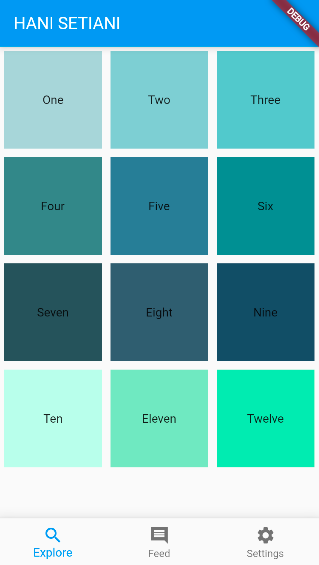 HANI SETIANI
DEBUG
One
Two
Three
Four
Five
Six
Seven
Eight
Nine
Ten
Eleven
Twelve
Explore
Feed
Settings